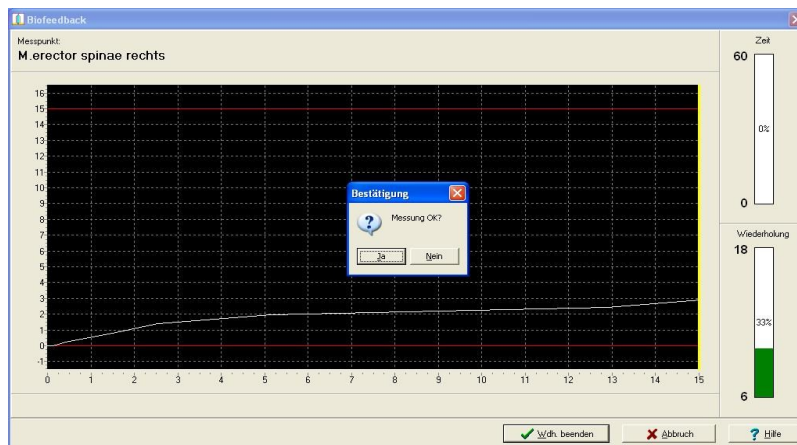 Biofeedback
Messpunkt:
M.erector spinae rechts
16
15
14
13
12
11
10
9
8
7
6
5
4
3
2
1
0
-1
0 1 2 3 4 5 6 7 8 9 10 11 12 13 14 15
Bestätigung
Messung OK?
Ja Nein
Zeit
60
0%
0
Wiederholung
18
33%
6
Wdh. beenden Abbruch Hilfe